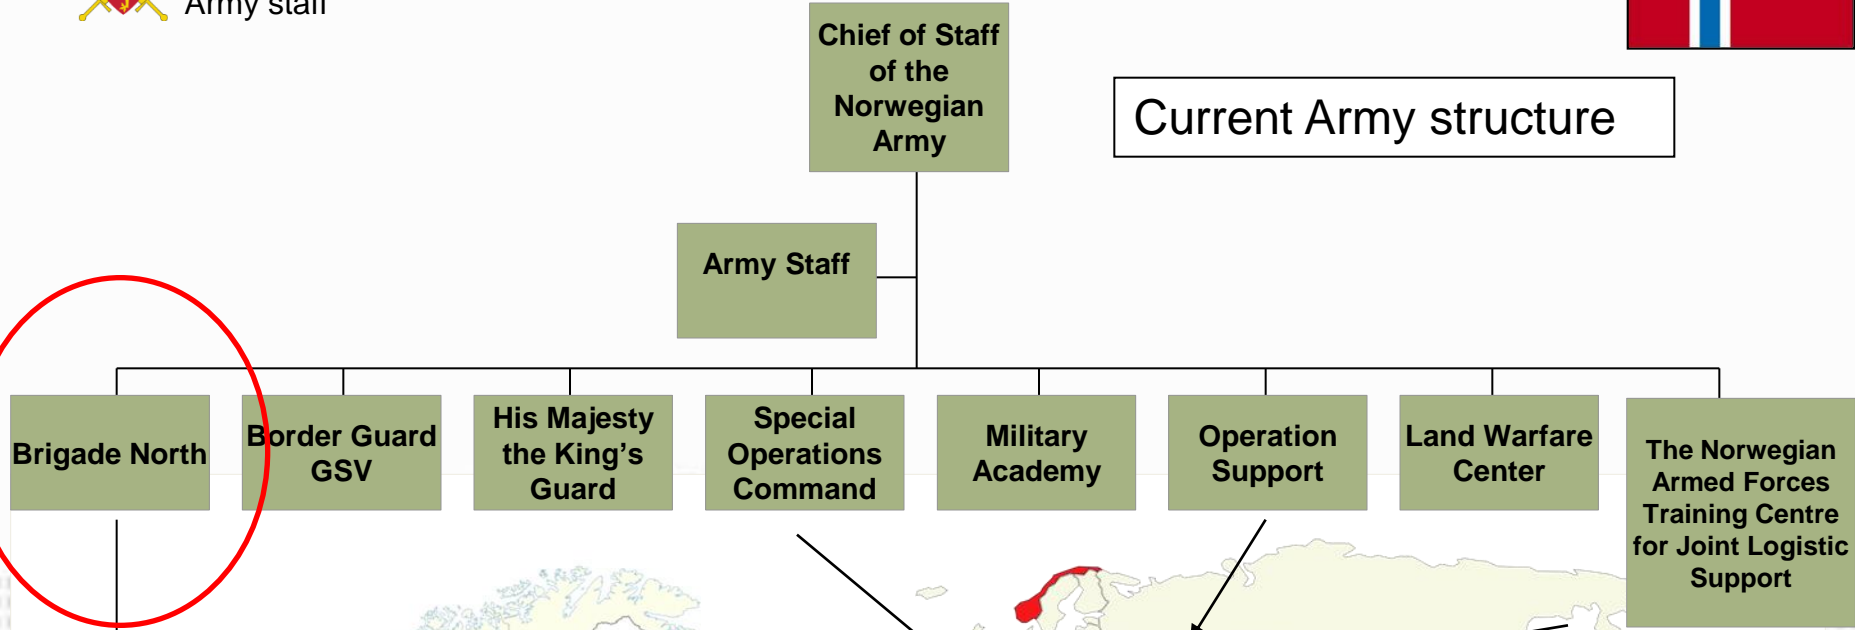 Army staff
Chief of Staff
of the
Norwegian
Army
Current Army structure
Army Staff
Brigade North
Border Guard
GSV
His Majesty
the King’s
Guard
Special
Operations
Command
Military
Academy
Operation
Support
Land Warfare
Center
The Norwegian
Armed Forces
Training Centre
for Joint Logistic
Support